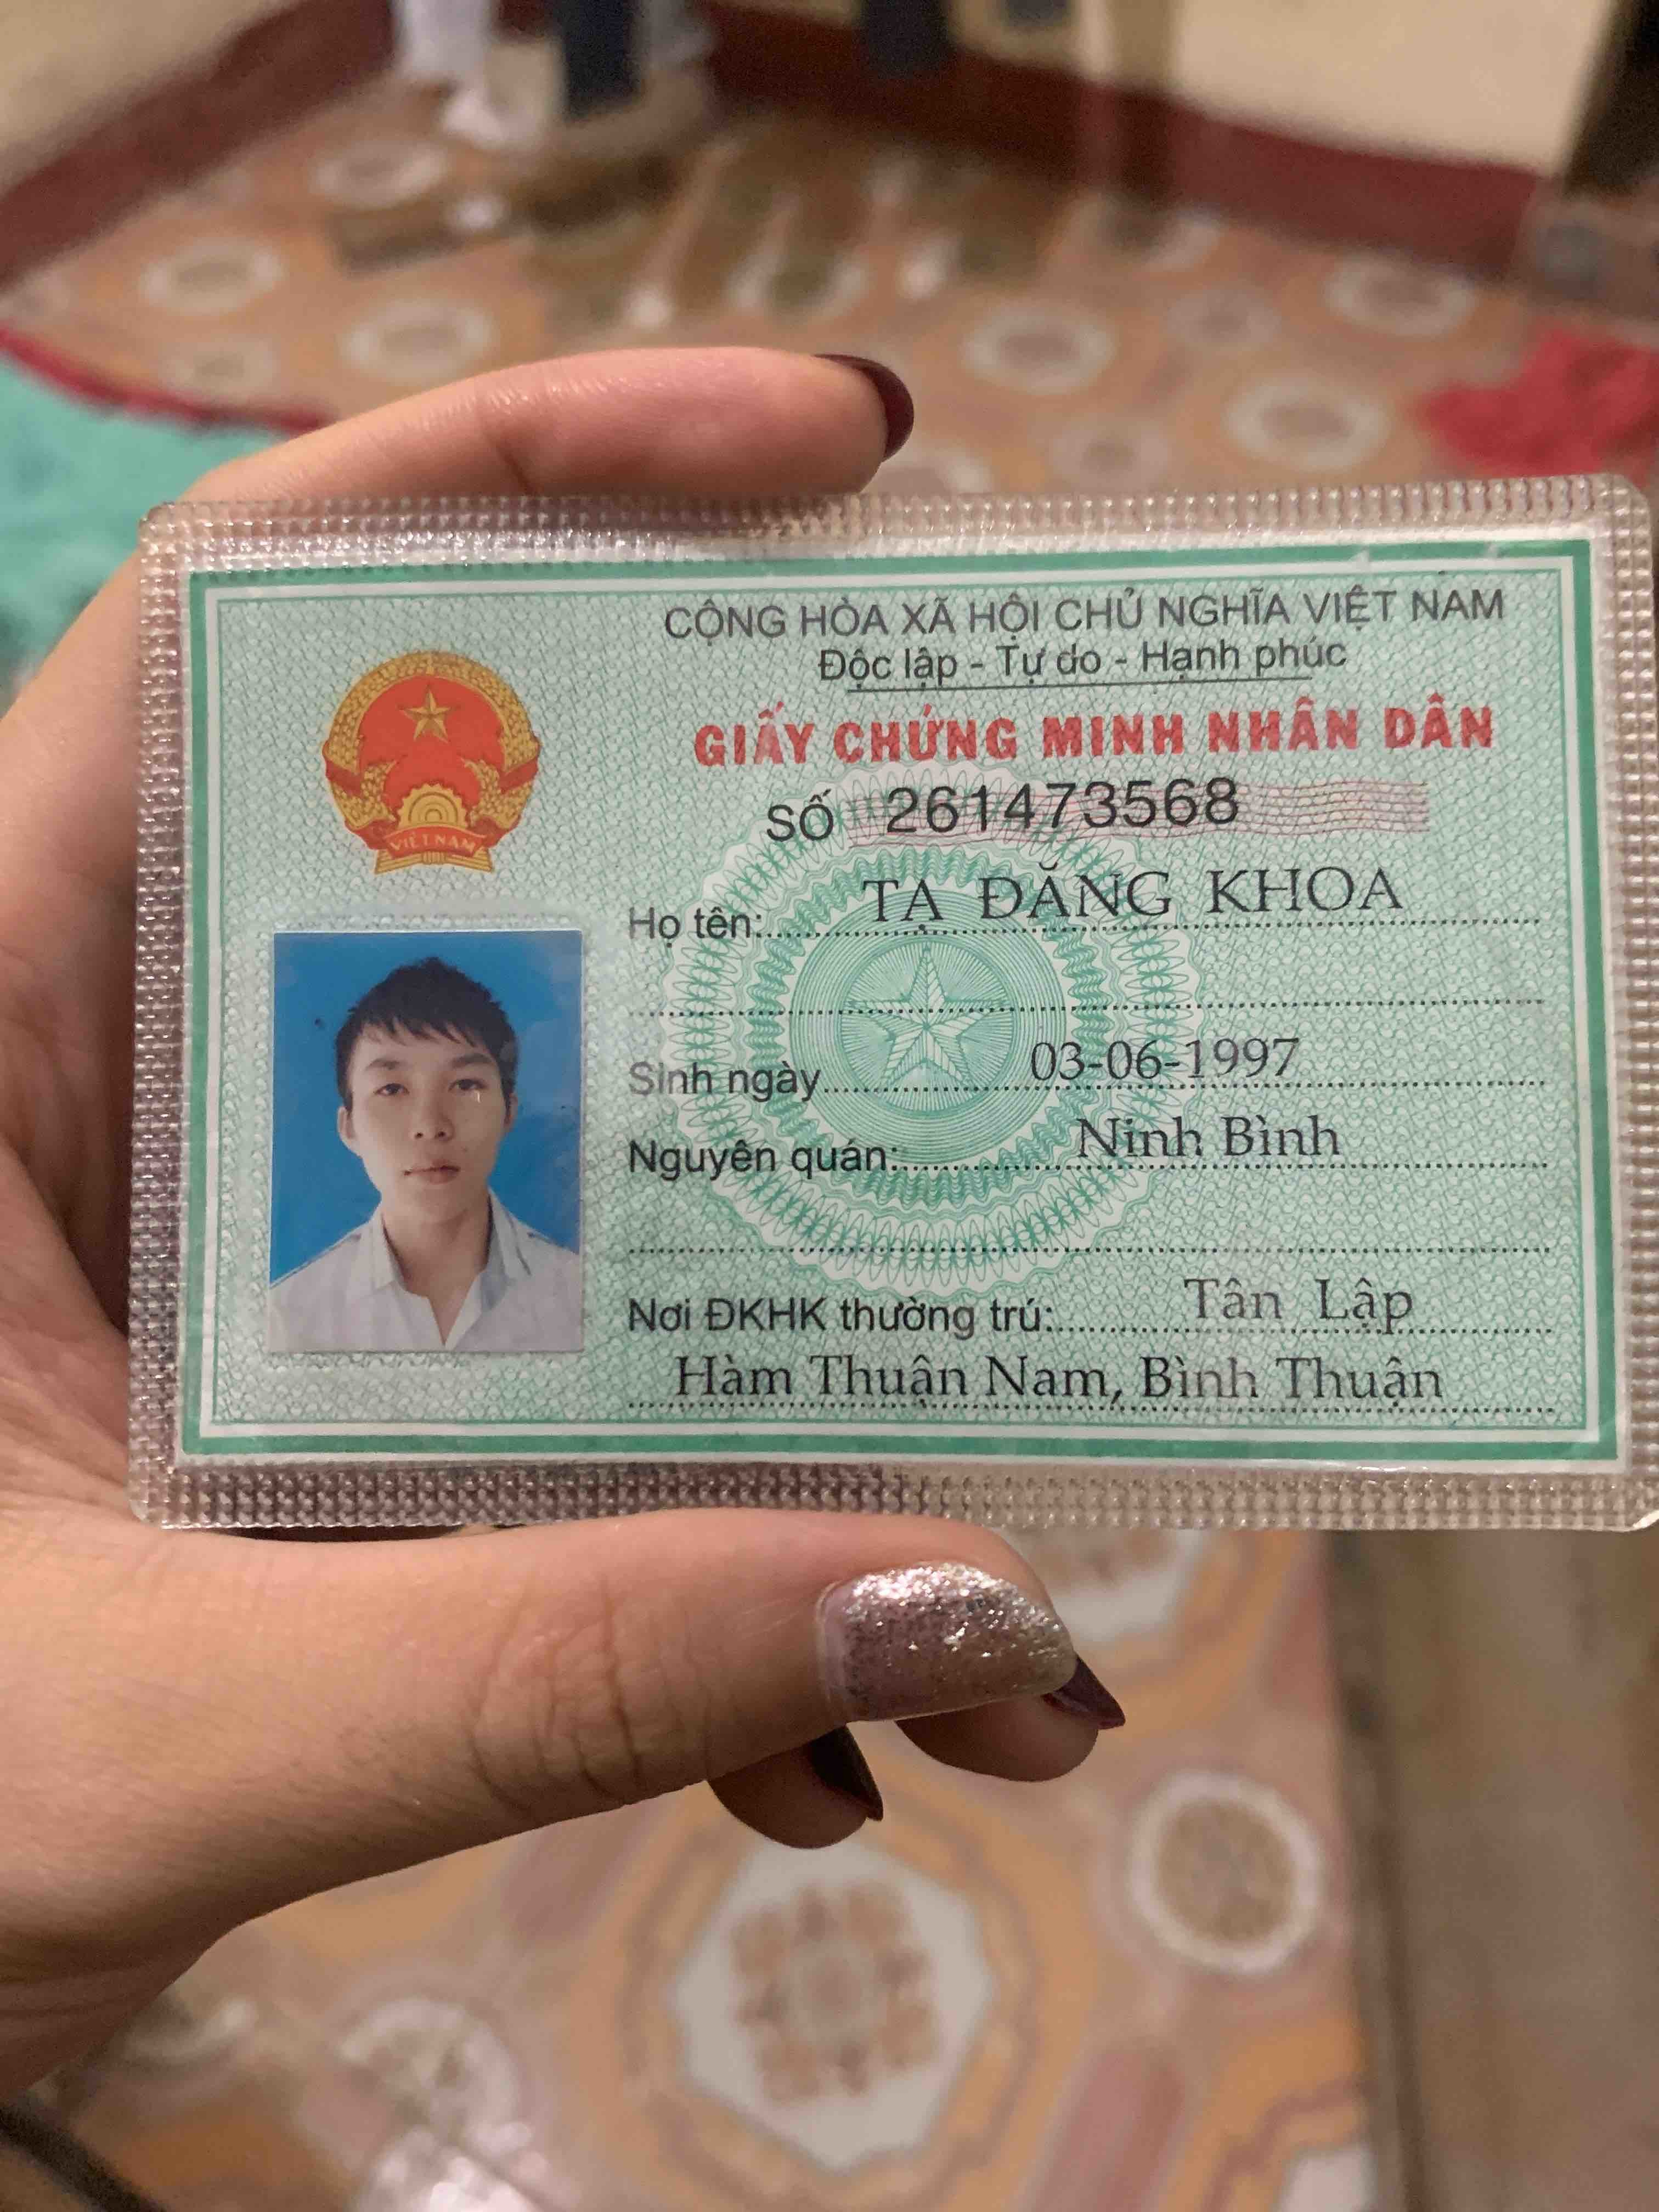 CỘNG HÒA XÃ HỘI CHỦ NGHĨA VIỆT NAM
Độc lập - Tự do - Hạnh phúc
GIẤY CHỨNG MINH NHÂN DÂN
SỐ 261473568
VIỆT NAM
Họ tên: TẠ ĐĂNG KHOA
Sinh ngày 03-06-1997
Nguyên quán: Ninh Bình
Nơi ĐKHK thường trú: Tân Lập
Hàm Thuận Nam, Bình Thuận